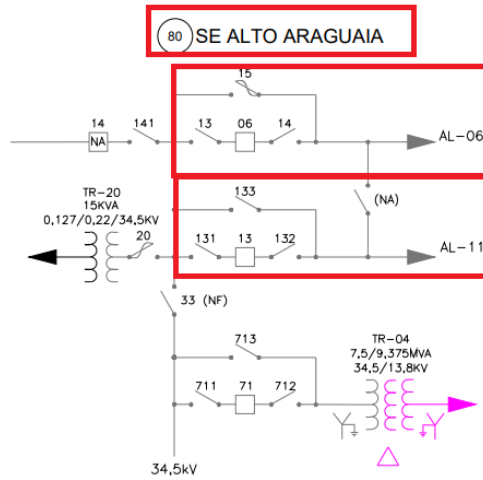 80 SE ALTO ARAGUAIA
15
14 141 13 06 14 AL-06
NA
(NA)
TR-20
15KVA
0,127/0,22/34,5KV
133
20 131 13 132 AL-11
33 (NF)
713
TR-04
7,5/9,375MVA
34,5/13,8KV
711 71 712
34,5kV